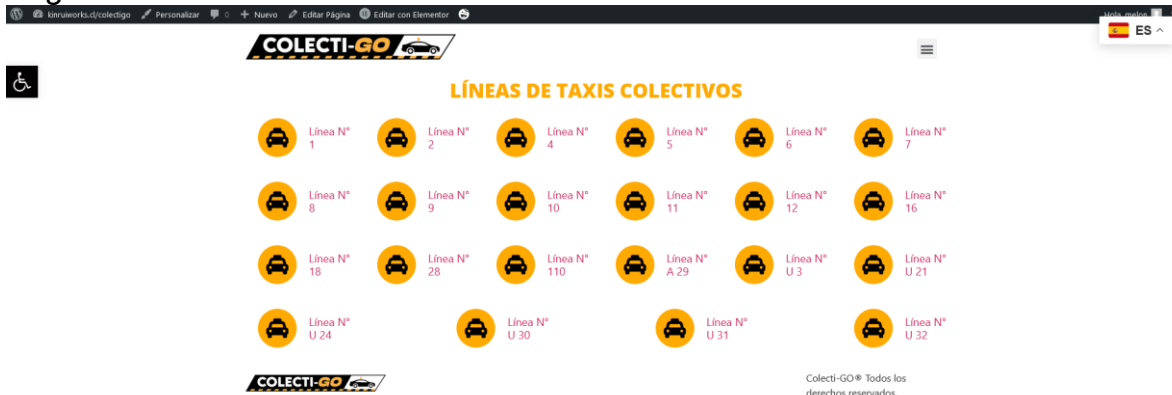 kinruiworks.cl/colectigo Personalizar 0 + Nuevo Editar Página Editar con Elementor Hola, melon
ES
COLECTI-GO
LÍNEAS DE TAXIS COLECTIVOS
Línea N° 1
Línea N° 2
Línea N° 4
Línea N° 5
Línea N° 6
Línea N° 7
Línea N° 8
Línea N° 9
Línea N° 10
Línea N° 11
Línea N° 12
Línea N° 16
Línea N° 18
Línea N° 28
Línea N° 110
Línea N° A 29
Línea N° U 3
Línea N° U 21
Línea N° U 24
Línea N° U 30
Línea N° U 31
Línea N° U 32
COLECTI-GO
Colecti-GO® Todos los
derechos reservados.